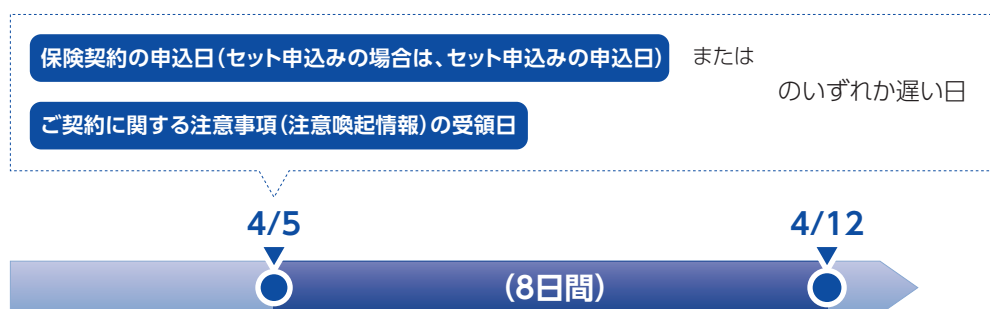 保険契約の申込日(セット申込みの場合は、セット申込みの申込日)
または
のいずれか遅い日
ご契約に関する注意事項(注意喚起情報)の受領日
4/5
4/12
(8日間)